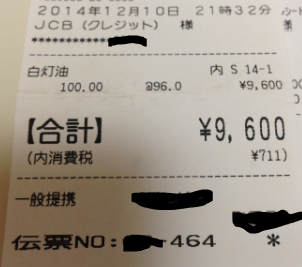 2014年12月10日 21時32分
JCB(クレジット) 様
***********
白灯油 内 S 14-1
100.00 @96.0 ¥9,600
【合計】 ¥9,600
(内消費税 ¥711)
一般提携
伝票NO: -464 *